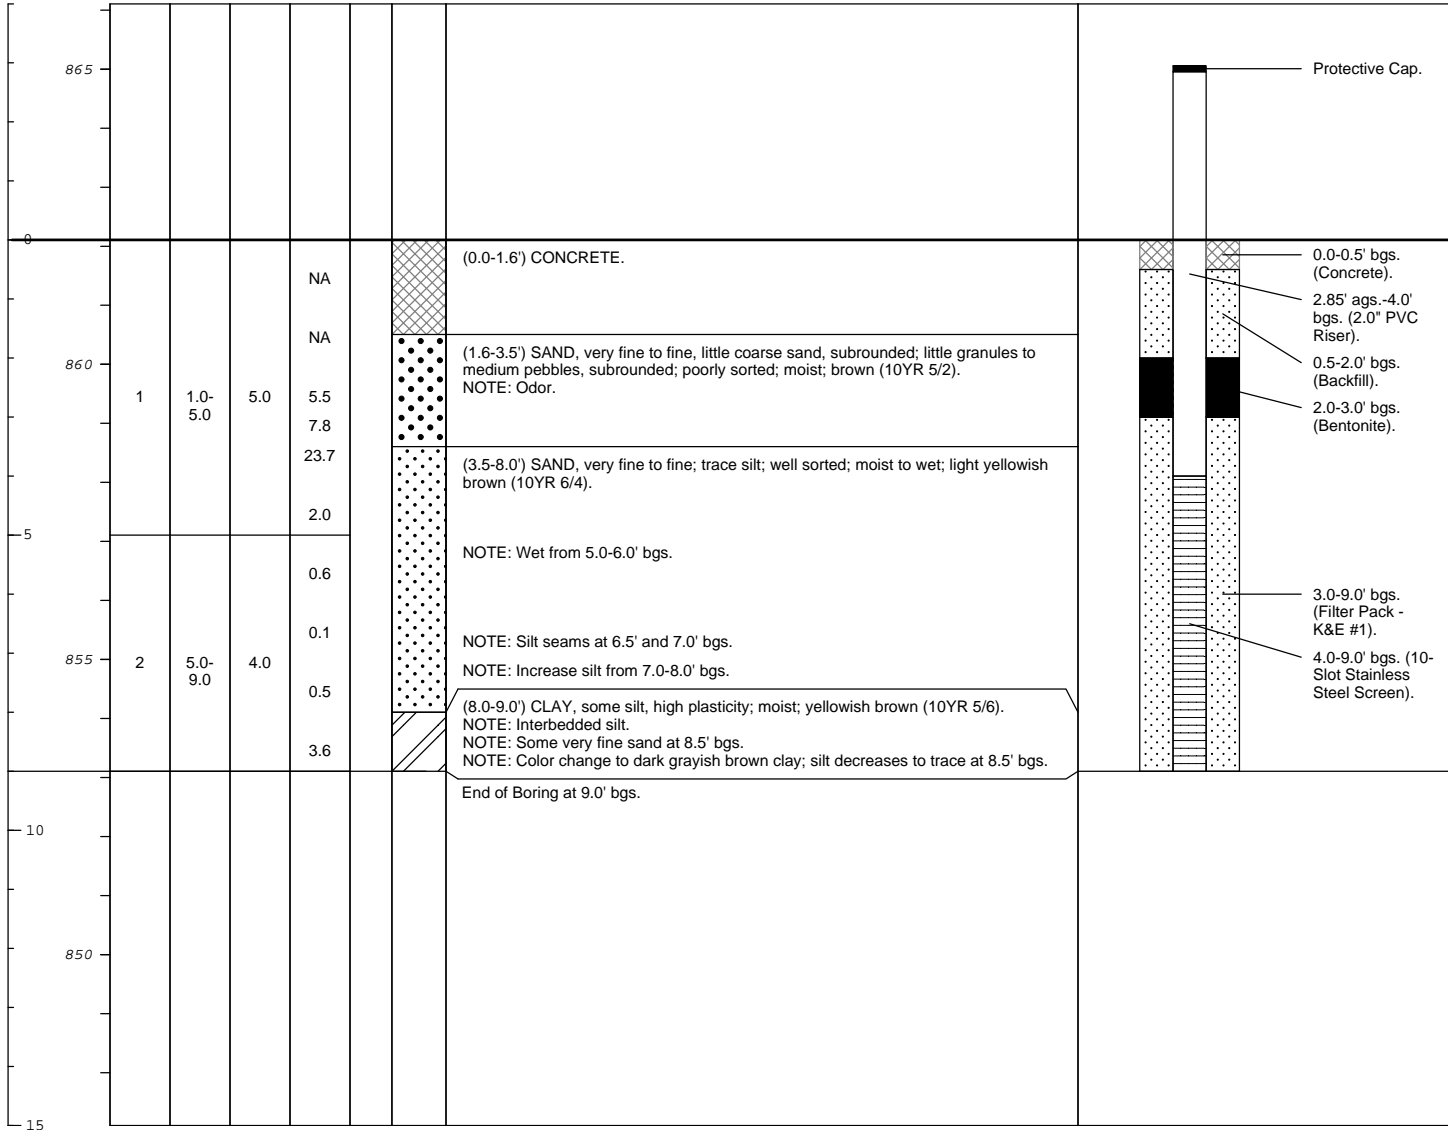 865
Protective Cap.
0
(0.0-1.6') CONCRETE.
0.0-0.5' bgs.
(Concrete).
NA
2.85' ags.-4.0'
bgs. (2.0" PVC
Riser).
NA
(1.6-3.5') SAND, very fine to fine, little coarse sand, subrounded; little granules to
medium pebbles, subrounded; poorly sorted; moist; brown (10YR 5/2).
NOTE: Odor.
860
0.5-2.0' bgs.
(Backfill).
1
1.0-
5.0
5.0
5.5
2.0-3.0' bgs.
(Bentonite).
7.8
23.7
(3.5-8.0') SAND, very fine to fine; trace silt; well sorted; moist to wet; light yellowish
brown (10YR 6/4).
2.0
5
NOTE: Wet from 5.0-6.0' bgs.
0.6
3.0-9.0' bgs.
(Filter Pack -
K&E #1).
0.1
NOTE: Silt seams at 6.5' and 7.0' bgs.
855
2
5.0-
9.0
4.0
NOTE: Increase silt from 7.0-8.0' bgs.
4.0-9.0' bgs. (10-
Slot Stainless
Steel Screen).
0.5
(8.0-9.0') CLAY, some silt, high plasticity; moist; yellowish brown (10YR 5/6).
NOTE: Interbedded silt.
NOTE: Some very fine sand at 8.5' bgs.
3.6
NOTE: Color change to dark grayish brown clay; silt decreases to trace at 8.5' bgs.
End of Boring at 9.0' bgs.
10
850
15